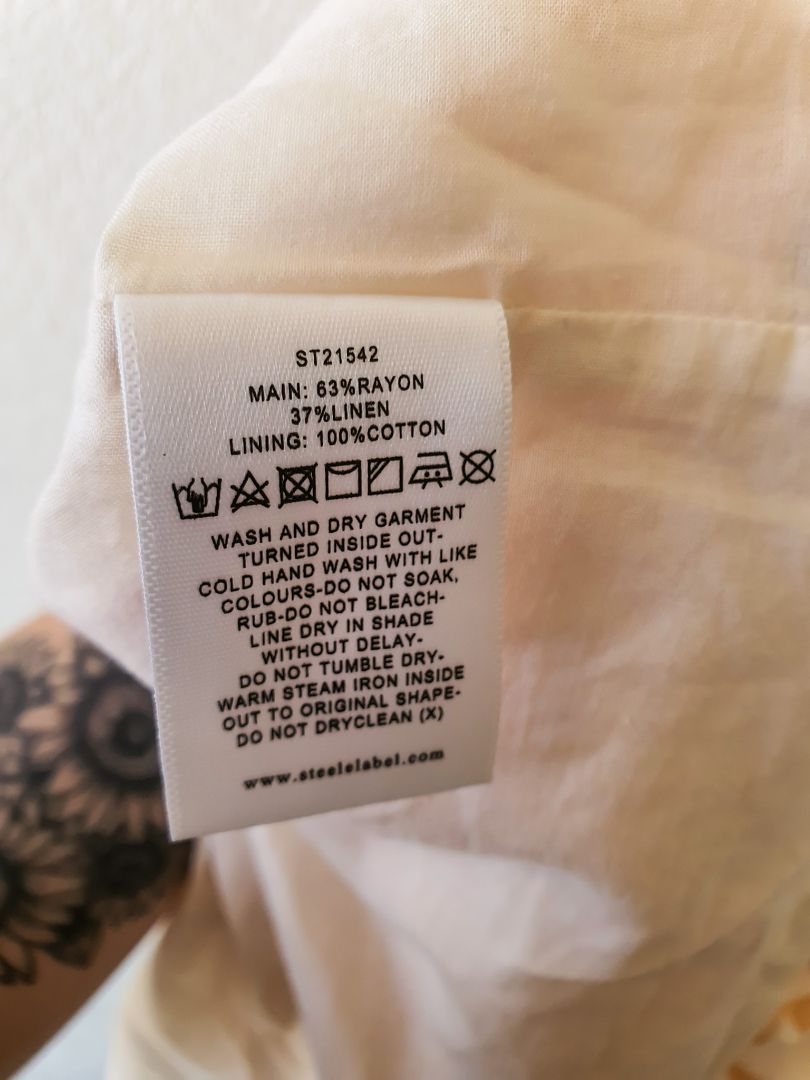 ST21542
MAIN: 63%RAYON
37%LINEN
LINING: 100%COTTON
WASH AND DRY GARMENT
TURNED INSIDE OUT-
COLD HAND WASH WITH LIKE
COLOURS-DO NOT SOAK,
RUB-DO NOT BLEACH-
LINE DRY IN SHADE
WITHOUT DELAY-
DO NOT TUMBLE DRY-
WARM STEAM IRON INSIDE
OUT TO ORIGINAL SHAPE-
DO NOT DRYCLEAN (X)
www.steelelabel.com